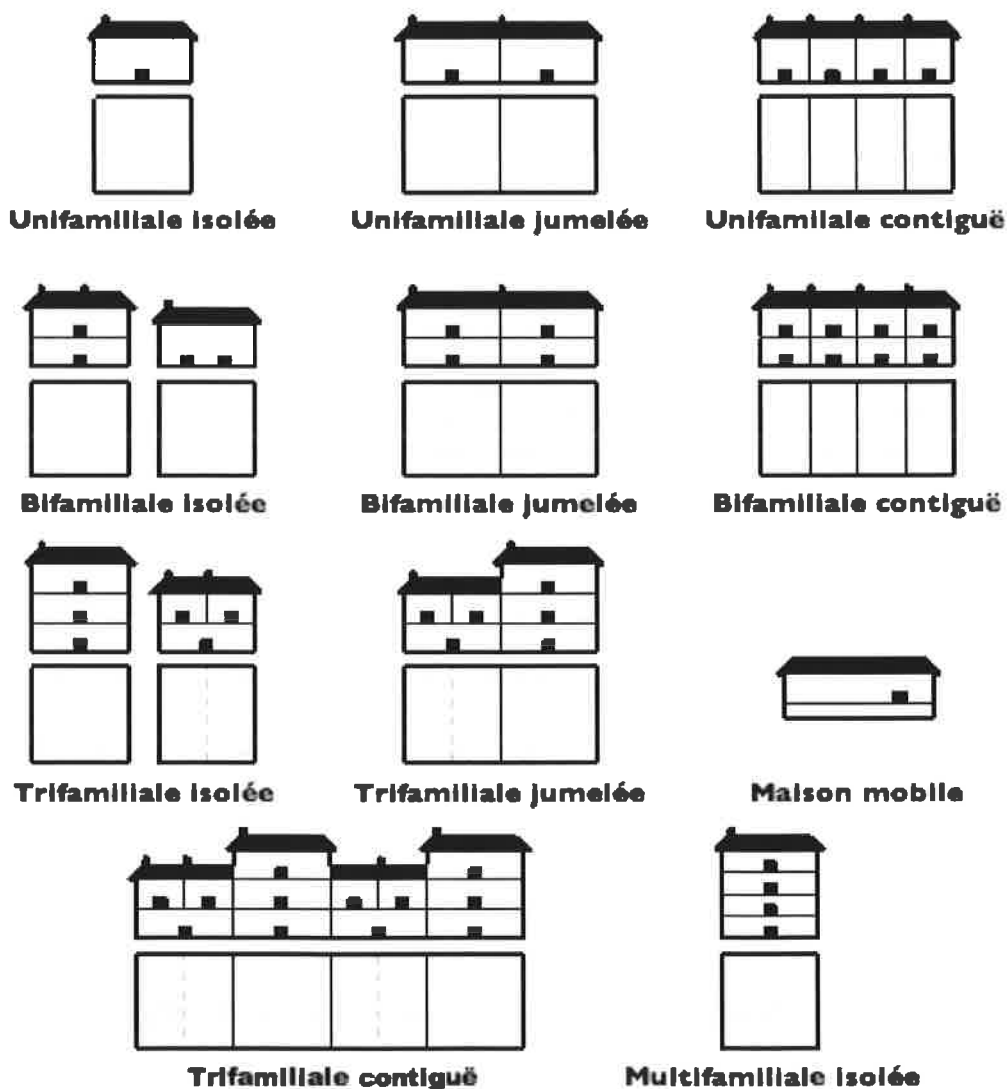 Unifamiliale isolée
Unifamiliale jumelée
Unifamiliale contiguë
Bifamiliale isolée
Bifamiliale jumelée
Bifamiliale contiguë
Trifamiliale isolée
Trifamiliale jumelée
Maison mobile
Trifamiliale contiguë
Multifamiliale isolée